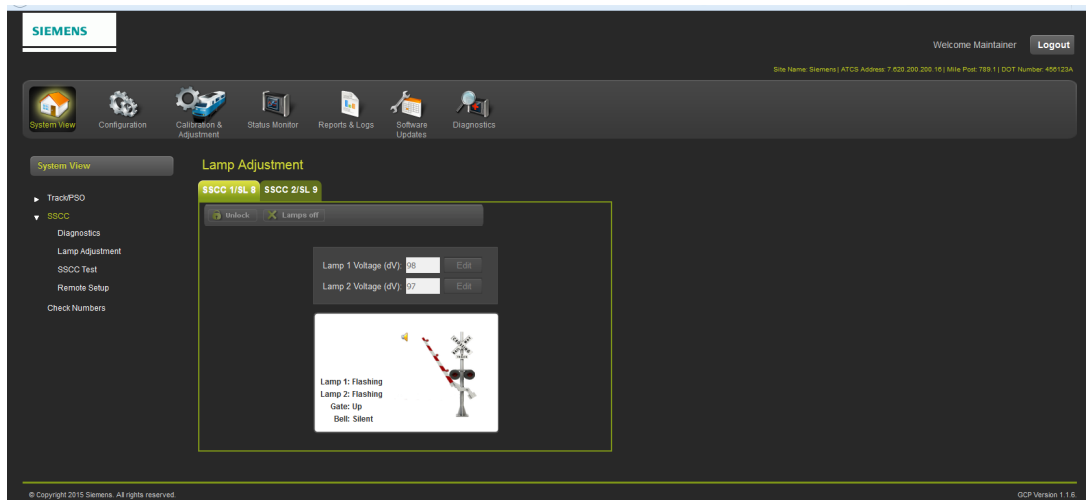 SIEMENS
Welcome Maintainer Logout
Site Name: Siemens | ATCS Address: 7.620.200.200.16 | Mile Post: 789.1 | DOT Number: 456123A
System View Configuration Calibration & Adjustment Status Monitor Reports & Logs Software Updates Diagnostics
System View
Track/PSO
SSCC
Diagnostics
Lamp Adjustment
SSCC Test
Remote Setup
Check Numbers
Lamp Adjustment
SSCC 1/SL 8 SSCC 2/SL 9
Unlock Lamps off
Lamp 1 Voltage (dV): 98 Edit
Lamp 2 Voltage (dV): 97 Edit
Lamp 1: Flashing
Lamp 2: Flashing
Gate: Up
Bell: Silent
© Copyright 2015 Siemens. All rights reserved. GCP Version 1.1.6